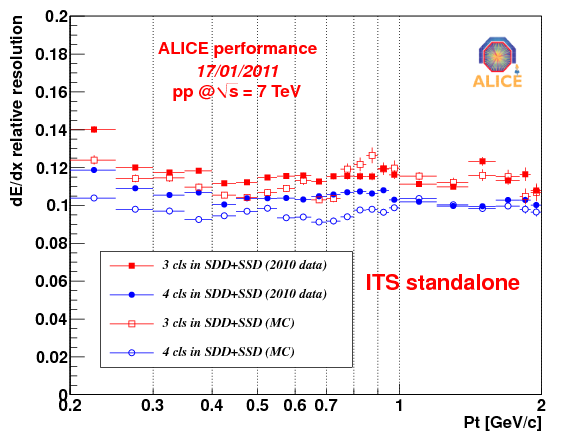 dE/dx relative resolution
0.2
0.18
0.16
0.14
0.12
0.1
0.08
0.06
0.04
0.02
0
ALICE performance
17/01/2011
pp @√s = 7 TeV
ALICE
3 cls in SDD+SSD (2010 data)
4 cls in SDD+SSD (2010 data)
3 cls in SDD+SSD (MC)
4 cls in SDD+SSD (MC)
ITS standalone
0.2 0.3 0.4 0.5 0.6 0.7 1 2
Pt [GeV/c]